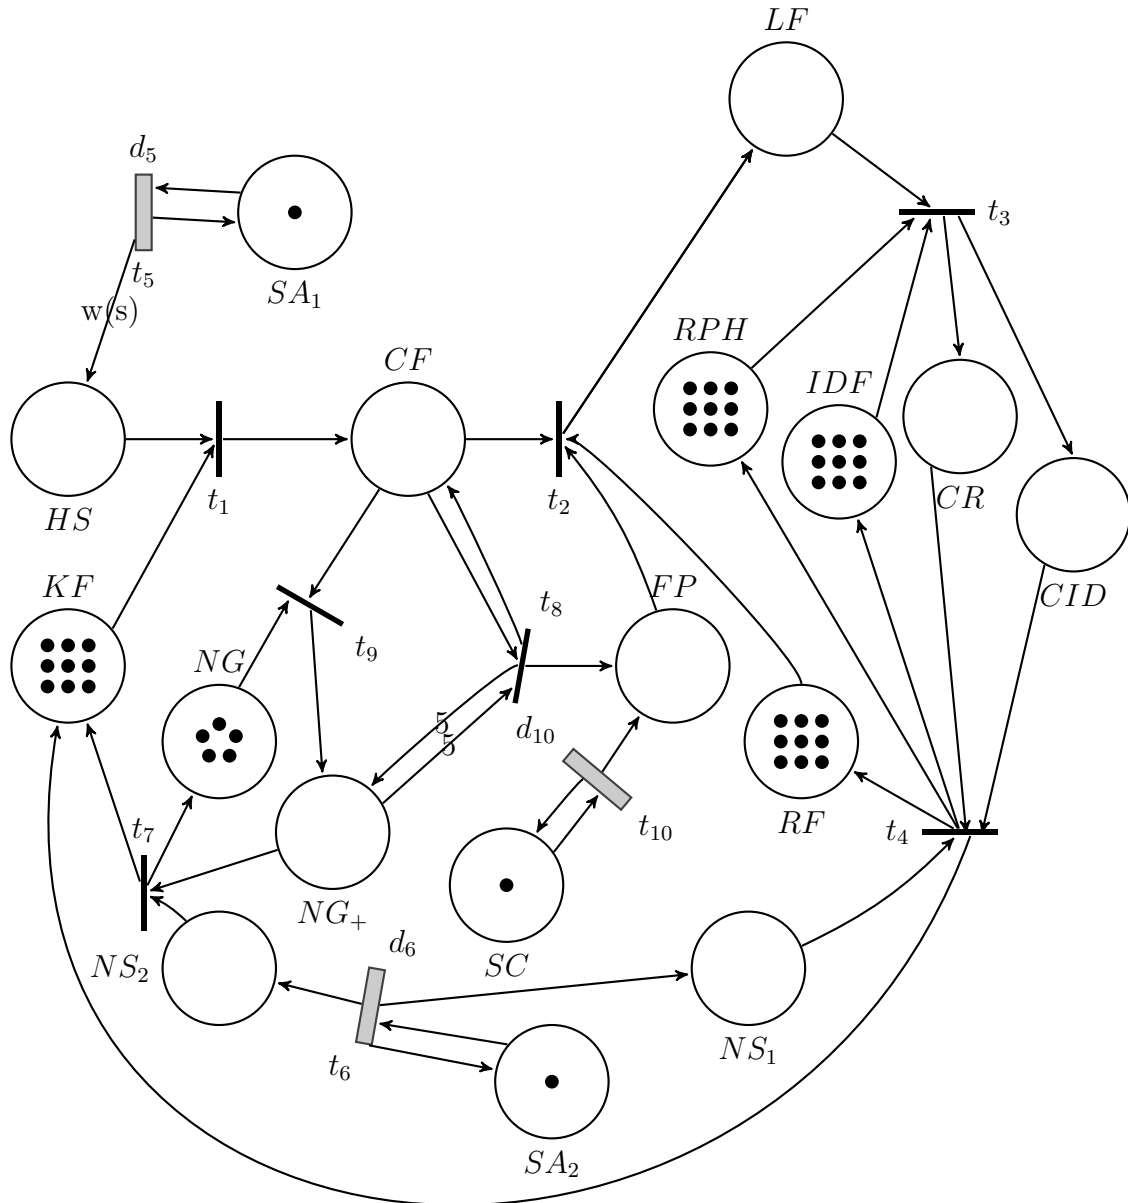 LF
d₅
t₃
t₅
SA₁
w(s)
RPH
CF
IDF
HS
t₁
t₂
CR
KF
FP
CID
t₈
t₉
NG
5
5
d₁₀
t₇
t₁₀
RF
t₄
NG₊
d₆
NS₂
SC
NS₁
t₆
SA₂